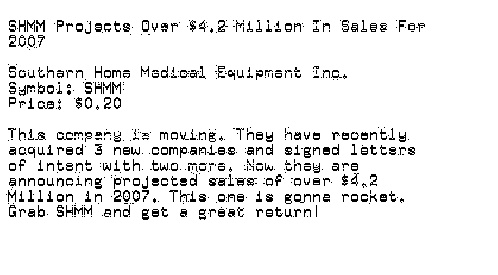 SHMM Projects Over $4.2 Million In Sales For
2007
Southern Home Medical Equipment Inc.
Symbol: SHMM
Price: $0.20
This company is moving. They have recently
acquired 3 new companies and signed letters
of intent with two more. Now they are
announcing projected sales of over $4.2
Million in 2007. This one is gonna rocket.
Grab SHMM and get a great return!